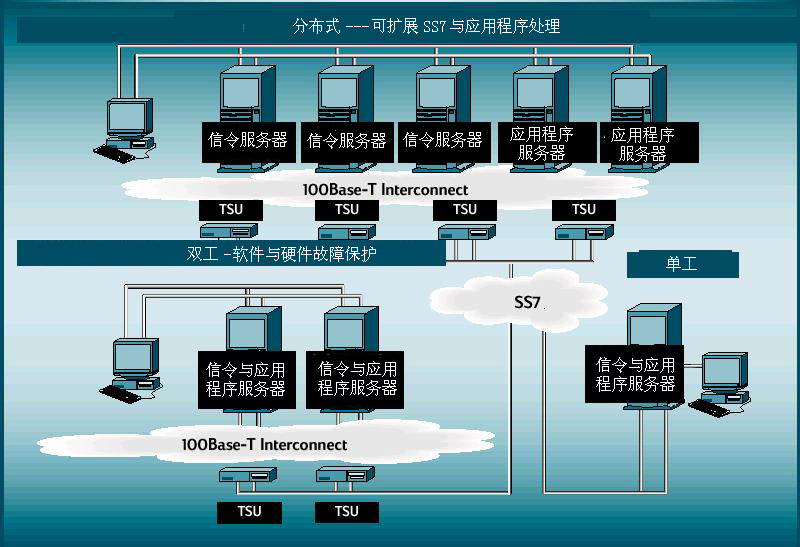 分布式 ---可扩展 SS7 与应用程序处理
信令服务器
信令服务器
信令服务器
应用程序
服务器
应用程序
服务器
100Base-T Interconnect
TSU
TSU
TSU
TSU
双工 -软件与硬件故障保护
单工
SS7
信令与应用
程序服务器
信令与应用
程序服务器
信令与应用
程序服务器
100Base-T Interconnect
TSU
TSU